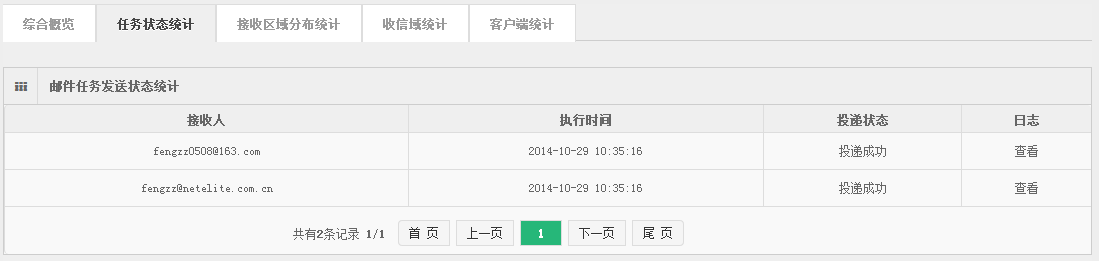 综合概览 任务状态统计 接收区域分布统计 收信域统计 客户端统计
邮件任务发送状态统计
接收人 执行时间 投递状态 日志
fengzz0508@163.com 2014-10-29 10:35:16 投递成功 查看
fengzz@netelite.com.cn 2014-10-29 10:35:16 投递成功 查看
共有2条记录 1/1 首 页 上一页 1 下一页 尾 页